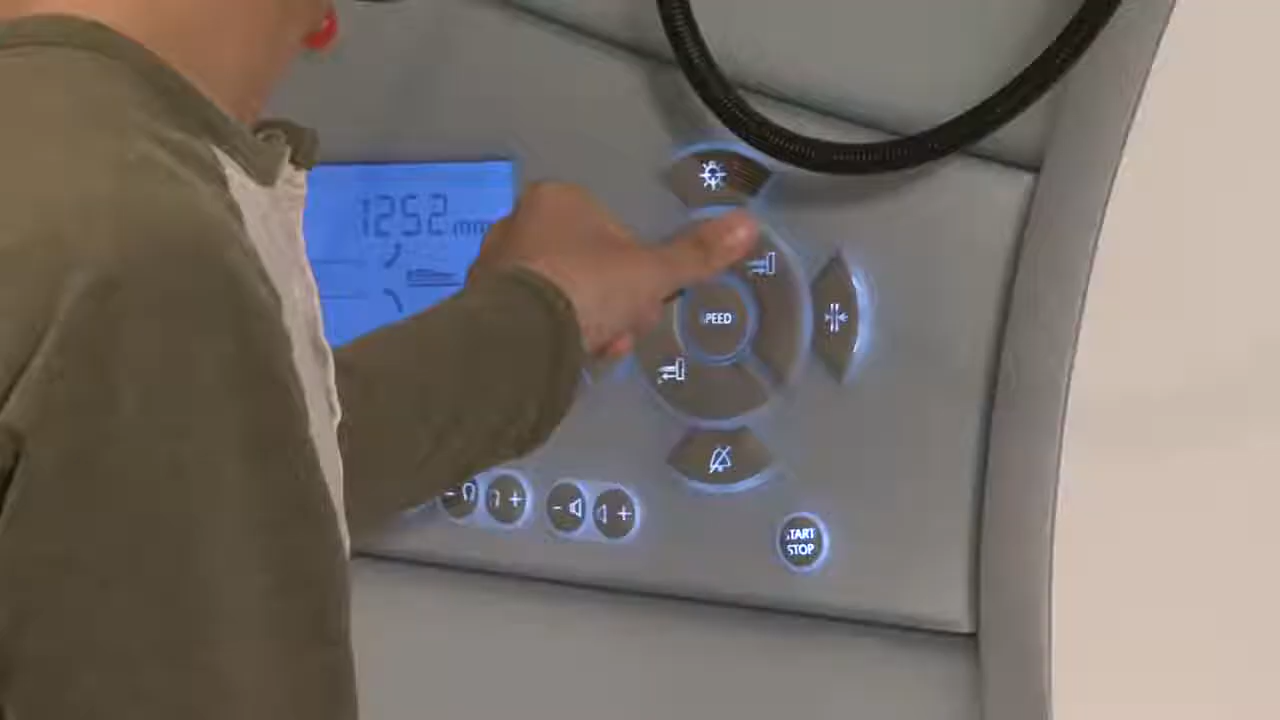 1252 mm
SPEED
- +
- +
START
STOP